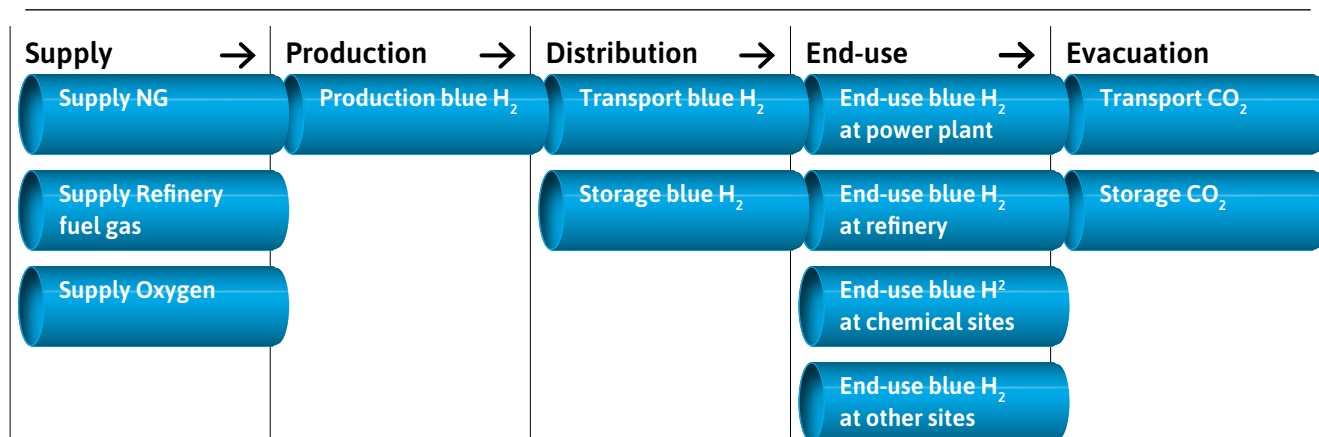 Supply → Production → Distribution → End-use → Evacuation
Supply NG
Production blue H₂
Transport blue H₂
End-use blue H₂
at power plant
Transport CO₂
Supply Refinery
fuel gas
Storage blue H₂
End-use blue H₂
at refinery
Storage CO₂
Supply Oxygen
End-use blue H²
at chemical sites
End-use blue H₂
at other sites